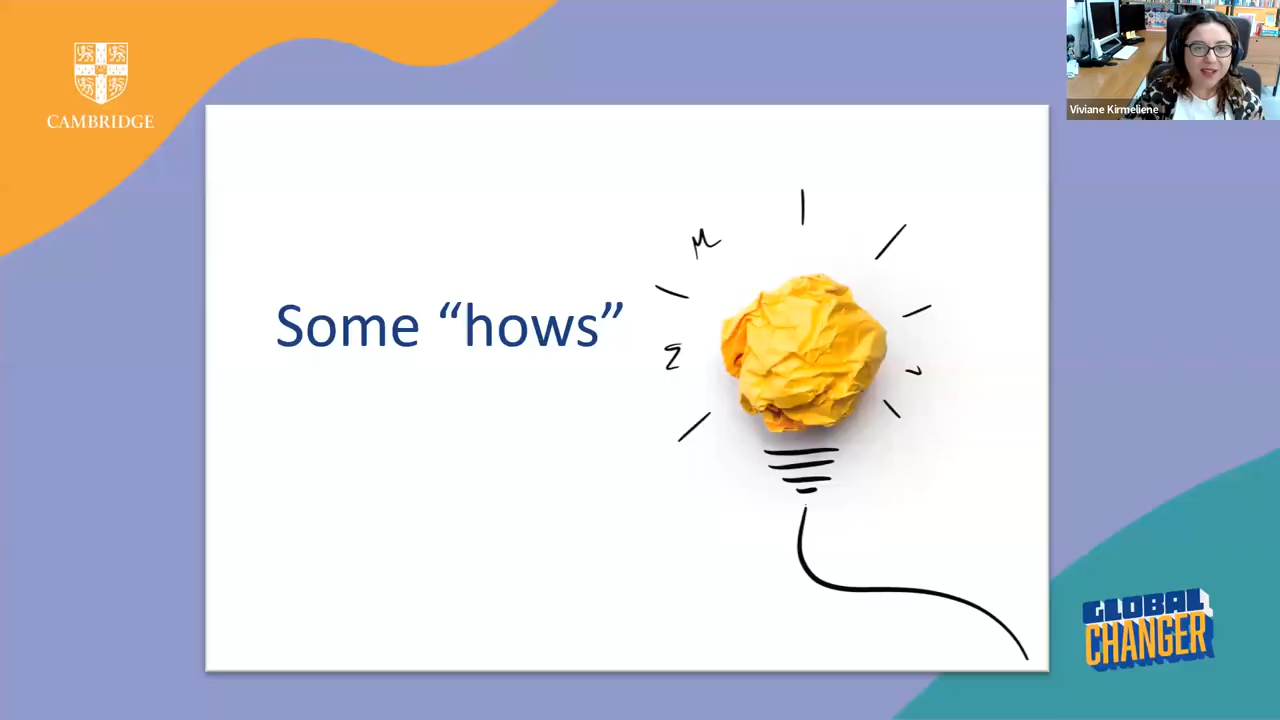 CAMBRIDGE
Viviane Kirmeliene
Some “hows”
GLOBAL
CHANGER